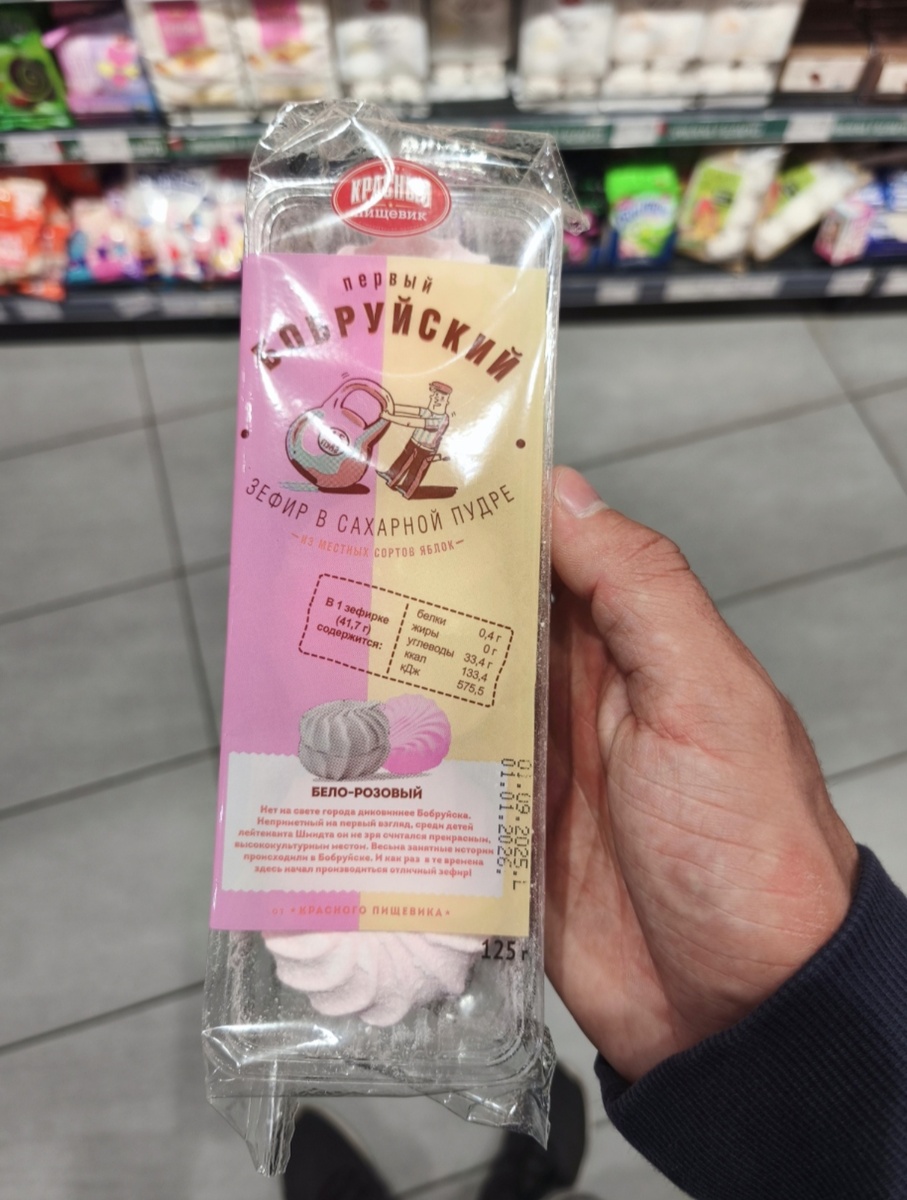 КРАСНЫЙ
ПИЩЕВИК
первый
БОБРУЙСКИЙ
ЗЕФИР В САХАРНОЙ ПУДРЕ
ИЗ МЕСТНЫХ СОРТОВ ЯБЛОК
В 1 зефирке
(41,7 г)
содержится:
белки 0,4 г
жиры 0 г
углеводы 33,4 г
ккал 133,4
кДж 575,5
БЕЛО-РОЗОВЫЙ
Нет на свете города диковиннее Бобруйска.
Неприметный на первый взгляд, среди детей
лейтенанта Шмидта он не зря считался прекрасным,
высококультурным местом. Весьма занятные истории
происходили в Бобруйске. И как раз в те времена
здесь начал производиться отличный зефир!
01.09.2025.L
01.01.2026.
от «КРАСНОГО ПИЩЕВИКА»
125 г